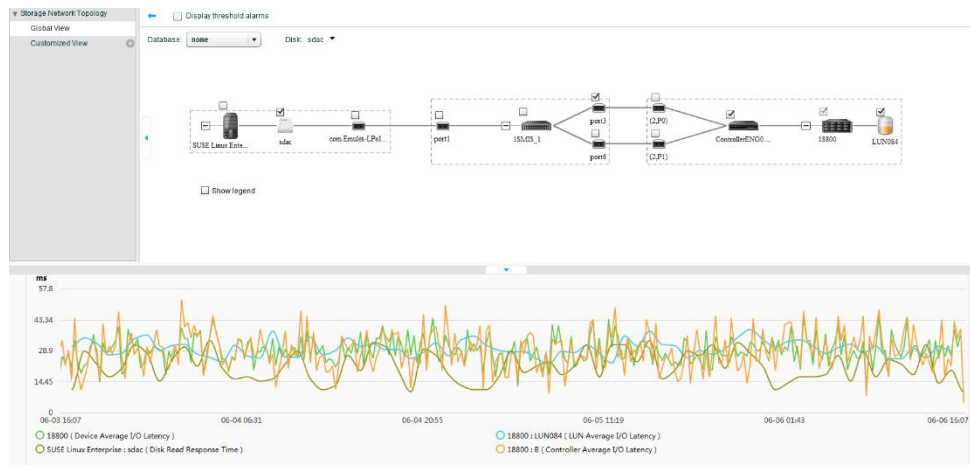 Storage Network Topology
Global View
Customized View
Display threshold alarms
Database: none
Disk: sdac
SUSE Linux Ente...
sdac
com.Emulex-LPe1...
port1
1SMIS_1
port3
port6
(2,P0)
(2,P1)
ControllerENG0...
18800
LUN084
Show legend
ms
57.8
43.34
28.9
14.45
0
06-03 16:07 06-04 06:31 06-04 20:55 06-05 11:19 06-06 01:43 06-06 16:07
18800 ( Device Average I/O Latency ) 18800 : LUN084 ( LUN Average I/O Latency )
SUSE Linux Enterprise : sdac ( Disk Read Response Time ) 18800 : 8 ( Controller Average I/O Latency )